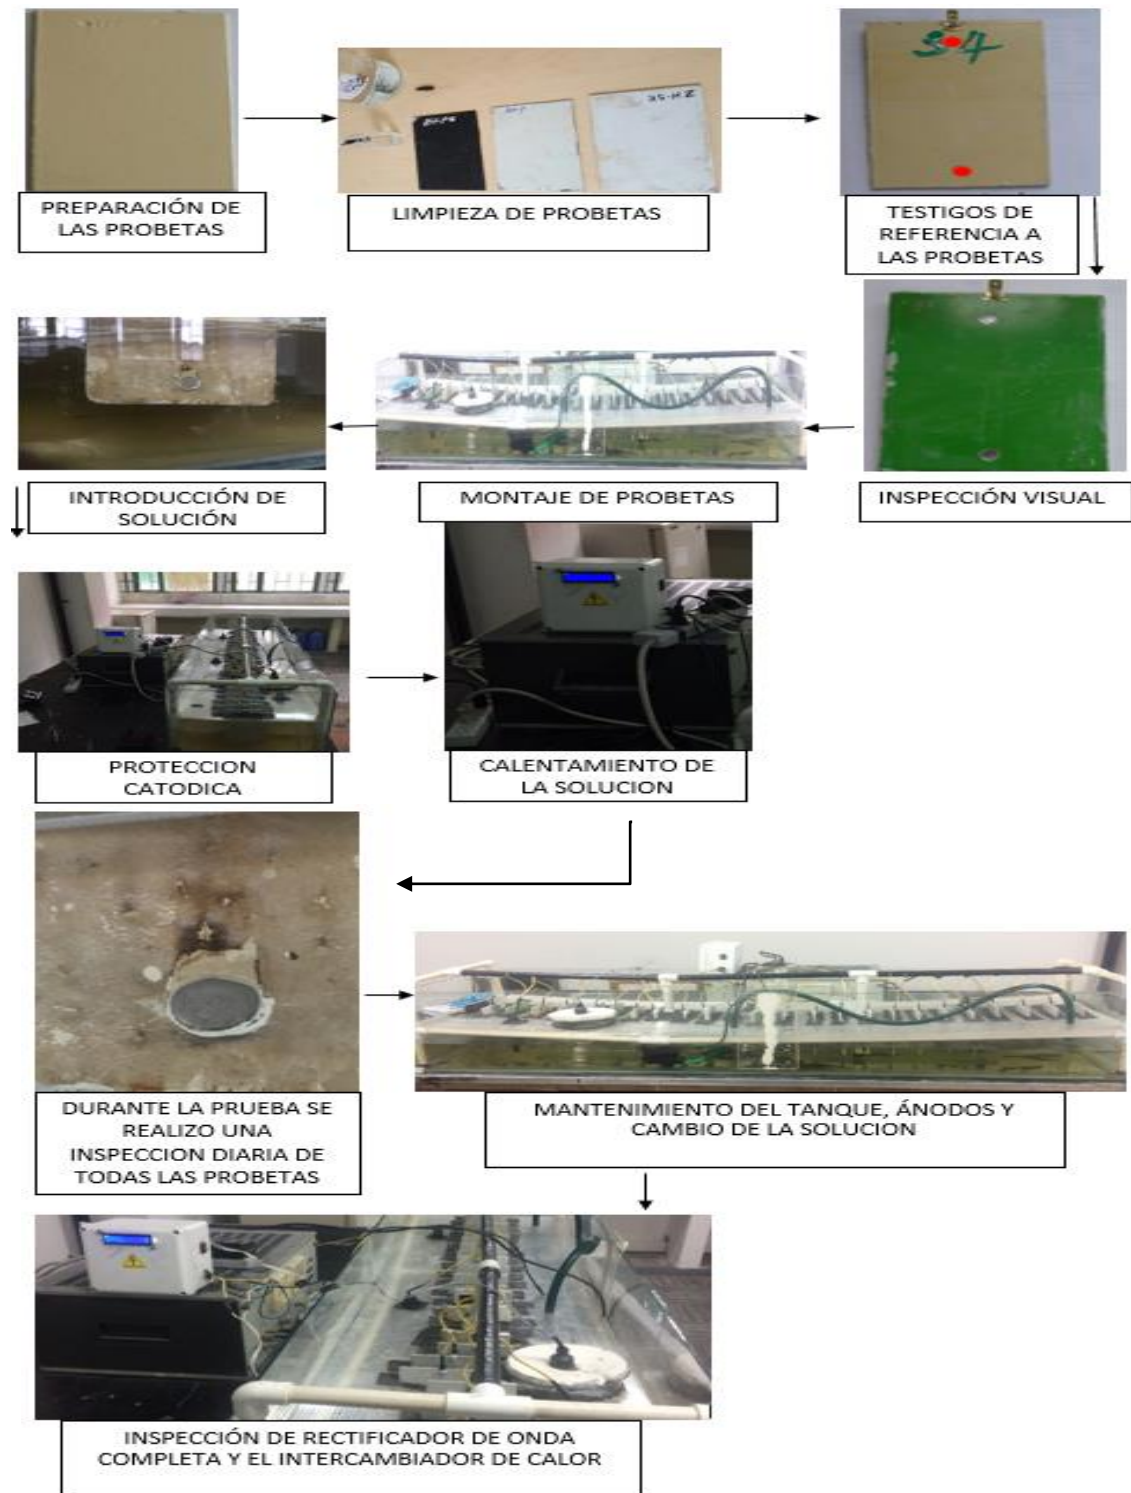 37
PREPARACIÓN DE
LAS PROBETAS
LIMPIEZA DE PROBETAS
TESTIGOS DE
REFERENCIA A
LAS PROBETAS
INTRODUCCIÓN DE
SOLUCIÓN
MONTAJE DE PROBETAS
INSPECCIÓN VISUAL
PROTECCION
CATODICA
CALENTAMIENTO DE
LA SOLUCION
DURANTE LA PRUEBA SE
REALIZO UNA
INSPECCION DIARIA DE
TODAS LAS PROBETAS
MANTENIMIENTO DEL TANQUE, ÁNODOS Y
CAMBIO DE LA SOLUCION
INSPECCIÓN DE RECTIFICADOR DE ONDA
COMPLETA Y EL INTERCAMBIADOR DE CALOR